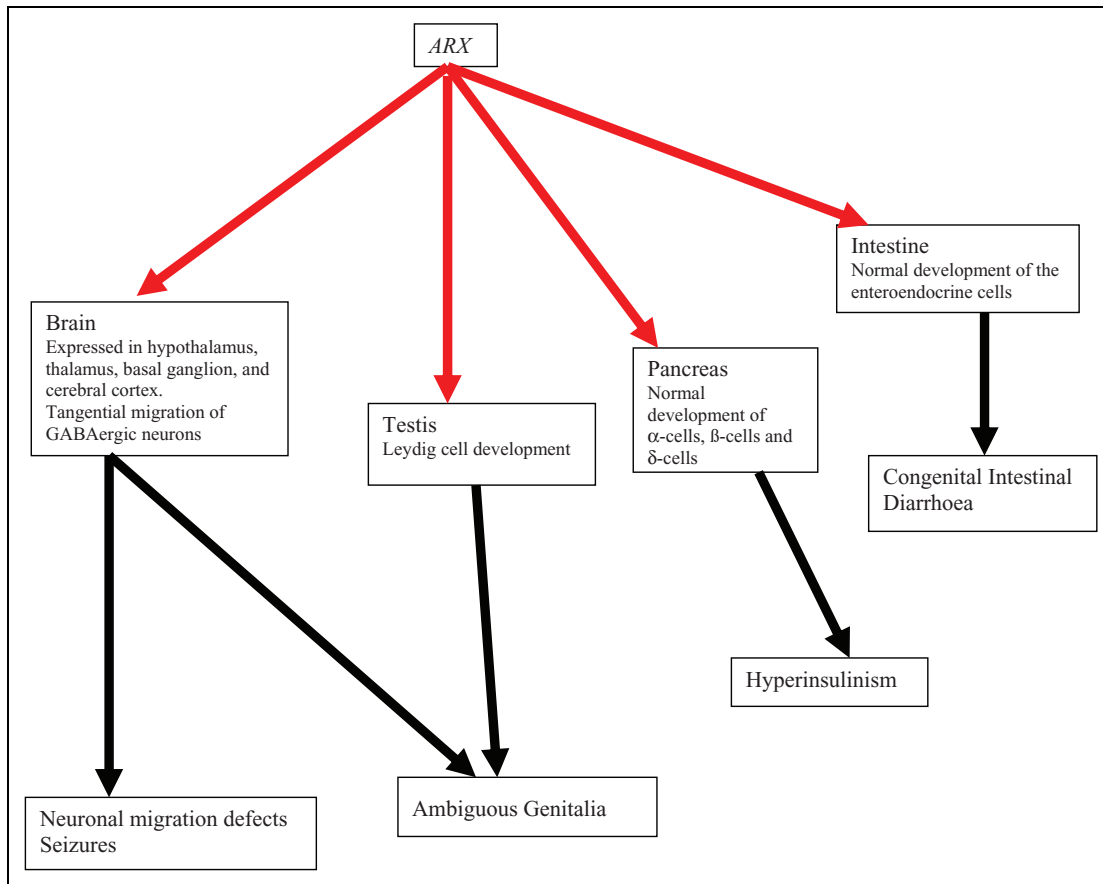 ARX
Intestine
Normal development of the
enteroendocrine cells
Brain
Expressed in hypothalamus,
thalamus, basal ganglion, and
cerebral cortex.
Tangential migration of
GABAergic neurons
Testis
Leydig cell development
Pancreas
Normal
development of
α-cells, ß-cells and
δ-cells
Congenital Intestinal
Diarrhoea
Hyperinsulinism
Neuronal migration defects
Seizures
Ambiguous Genitalia